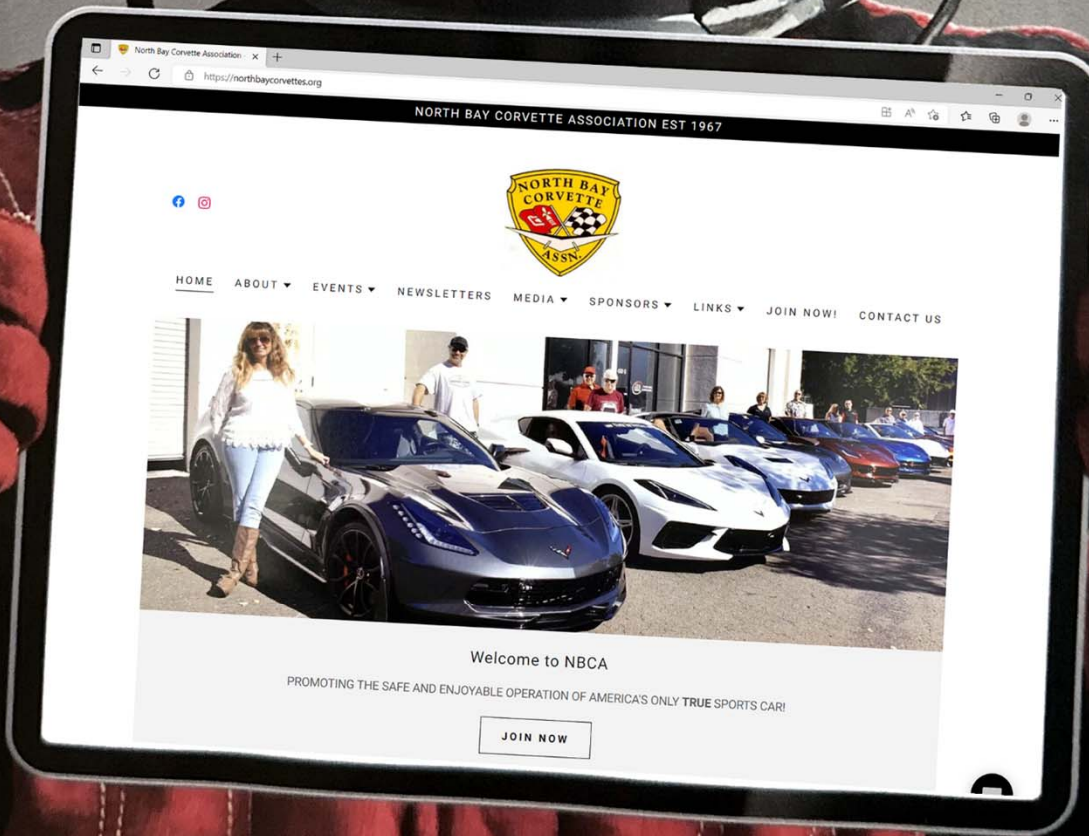 North Bay Corvette Association
https://northbaycorvettes.org
NORTH BAY CORVETTE ASSOCIATION EST 1967
NORTH BAY
CORVETTE
ASSN.
HOME ABOUT EVENTS NEWSLETTERS MEDIA SPONSORS LINKS JOIN NOW! CONTACT US
Welcome to NBCA
PROMOTING THE SAFE AND ENJOYABLE OPERATION OF AMERICA'S ONLY TRUE SPORTS CAR!
JOIN NOW